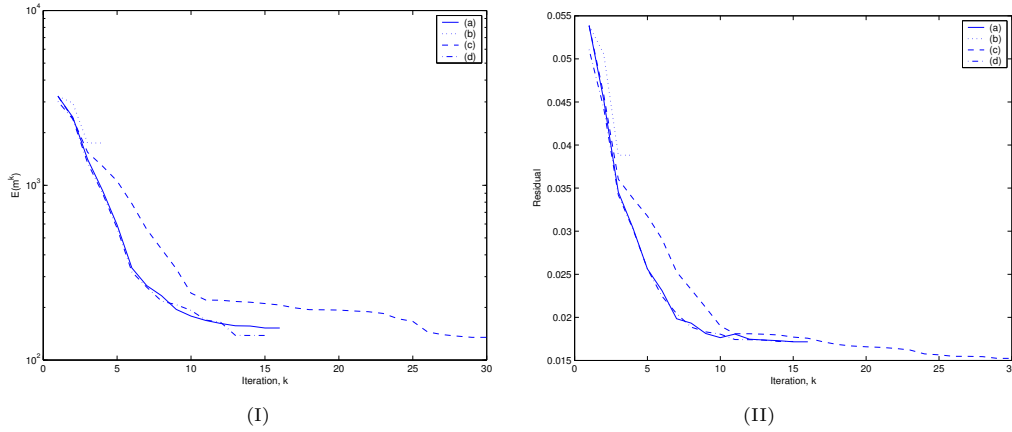 10^4
10^3
10^2
E(m^k)
0
5
10
15
20
25
30
Iteration, k
(a)
(b)
(c)
(d)
(I)
0.055
0.05
0.045
0.04
0.035
0.03
0.025
0.02
0.015
Residual
0
5
10
15
20
25
30
Iteration, k
(a)
(b)
(c)
(d)
(II)